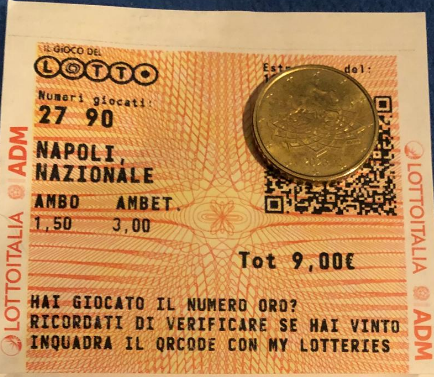 IL GIOCO DEL
LOTTO
Numeri giocati:
del:
27 90
NAPOLI,
NAZIONALE
AMBO AMBET.
1,50 3,00
Tot 9,00€
HAI GIOCATO IL NUMERO ORO?
RICORDATI DI VERIFICARE SE HAI VINTO
INQUADRA IL QRCODE CON MY LOTTERIES
LOTTOITALIA ADM
LOTTOITALIA
ADM